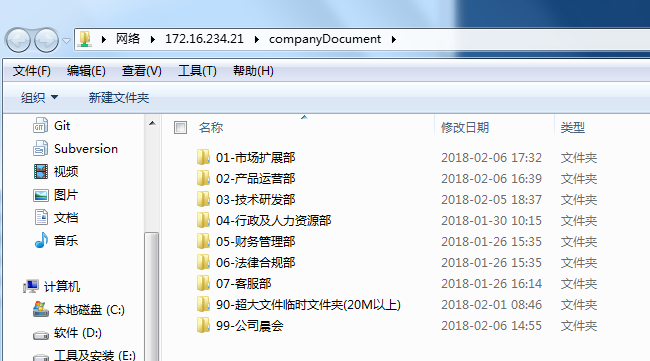 网络 172.16.234.21 companyDocument
文件(F) 编辑(E) 查看(V) 工具(T) 帮助(H)
组织 新建文件夹
名称 修改日期 类型
Git
Subversion
视频
图片
文档
音乐
计算机
本地磁盘 (C:)
软件 (D:)
工具及安装 (E:)
01-市场扩展部 2018-02-06 17:32 文件夹
02-产品运营部 2018-02-06 16:39 文件夹
03-技术研发部 2018-02-05 18:37 文件夹
04-行政及人力资源部 2018-01-30 10:15 文件夹
05-财务管理部 2018-01-26 15:35 文件夹
06-法律合规部 2018-01-26 15:35 文件夹
07-客服部 2018-01-26 16:14 文件夹
90-超大文件临时文件夹(20M以上) 2018-02-01 08:46 文件夹
99-公司晨会 2018-02-06 14:55 文件夹